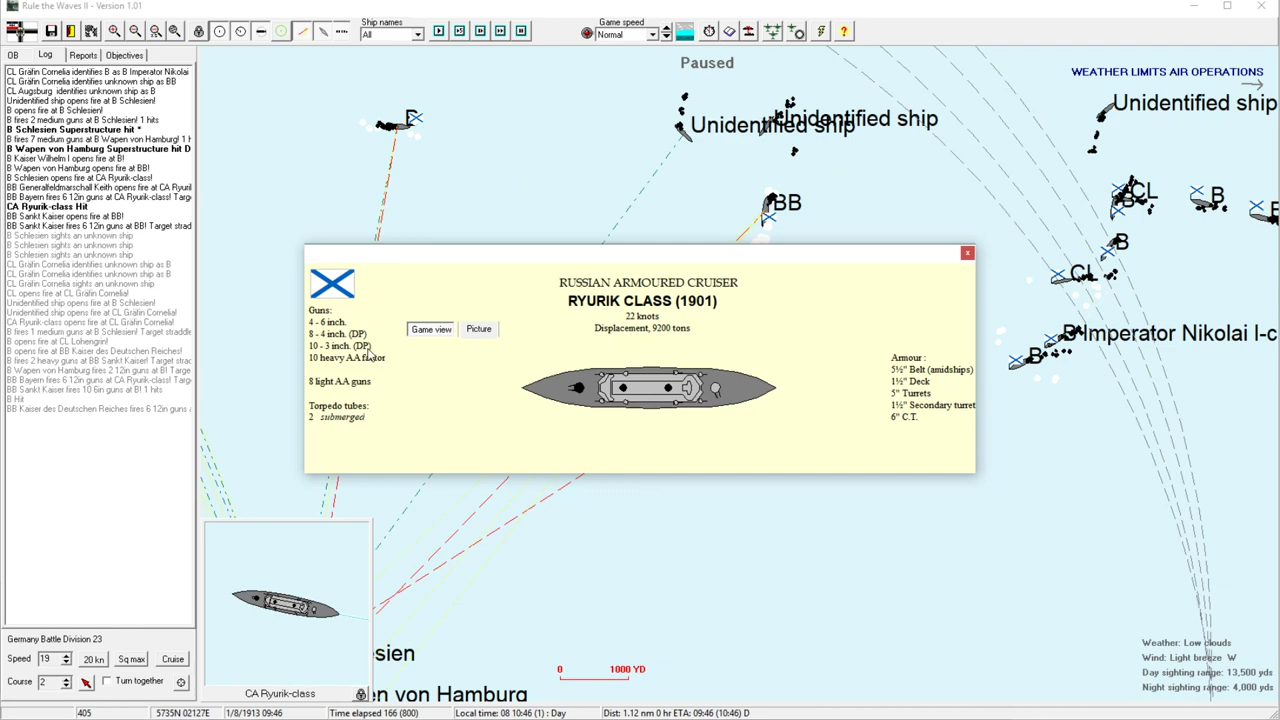 Rule the Waves II - Version 1.01
Ship names
All
Game speed
Normal
OB Log Reports Objectives
Paused
WEATHER LIMITS AIR OPERATIONS
CL Gräfin Cornelia identifies B as B Imperator Nikolai
CL Gräfin Cornelia identifies unknown ship as BB
CL Augsburg identifies unknown ship as B
Unidentified ship opens fire at B Schlesien!
B opens fire at B Schlesien!
B fires 2 medium guns at B Schlesien! 1 hits
B Schlesien Superstructure hit *
B fires 7 medium guns at B Wapen von Hamburg! 1 h
B Wapen von Hamburg Superstructure hit D
B Kaiser Wilhelm I opens fire at B!
B Wapen von Hamburg opens fire at BB!
B Schlesien opens fire at CA Ryurik-class!
BB Generalfeldmarschall Keith opens fire at CA Ryuril
BB Bayern fires 6 12in guns at CA Ryurik-class! Targ
CA Ryurik-class Hit
BB Sankt Kaiser opens fire at BB!
BB Sankt Kaiser fires 6 12in guns at BB! Target strad
B Schlesien sights an unknown ship
B Schlesien sights an unknown ship
B Schlesien sights an unknown ship
CL Gräfin Cornelia identifies unknown ship as B
CL Gräfin Cornelia identifies unknown ship as B
CL Gräfin Cornelia sights an unknown ship
CL opens fire at CL Gräfin Cornelia!
Unidentified ship opens fire at B Schlesien!
Unidentified ship opens fire at CL Gräfin Cornelia!
CA Ryurik-class opens fire at CL Gräfin Cornelia!
B fires 1 medium guns at B Schlesien! Target straddl
B opens fire at CL Lohengrin!
B opens fire at BB Kaiser des Deutschen Reiches!
B fires 2 heavy guns at BB Sankt Kaiser! Target strac
B Wapen von Hamburg fires 2 12in guns at B! 1 hits
BB Bayern fires 6 12in guns at CA Ryurik-class! Targ
BB Sankt Kaiser fires 10 6in guns at B! 1 hits
B Hit
BB Kaiser des Deutschen Reiches fires 6 12in guns a
B
Unidentified ship
Unidentified ship
Unidentified ship
BB
CL
B
B
B
B
CL
B Imperator Nikolai I-c
B
RUSSIAN ARMOURED CRUISER
RYURIK CLASS (1901)
22 knots
Displacement, 9200 tons
Guns:
4 - 6 inch.
8 - 4 inch. (DP)
10 - 3 inch. (DP)
10 heavy AA factor
8 light AA guns
Torpedo tubes:
2 submerged
Game view Picture
Armour :
5½" Belt (amidships)
1½" Deck
5" Turrets
1½" Secondary turret
6" C.T.
CA Ryurik-class
sien
en von Hamburg
0 1000 YD
Weather: Low clouds
Wind: Light breeze W
Day sighting range: 13,500 yds
Night sighting range: 4,000 yds
Germany Battle Division 23
Speed 19 20 kn Sq max Cruise
Course 2 Turn together
405 5735N 02127E 1/8/1913 09:46 Time elapsed 166 (800) Local time: 08 10:46 (1) : Day Dist: 1.12 nm 0 hr ETA: 09:46 (10:46) D